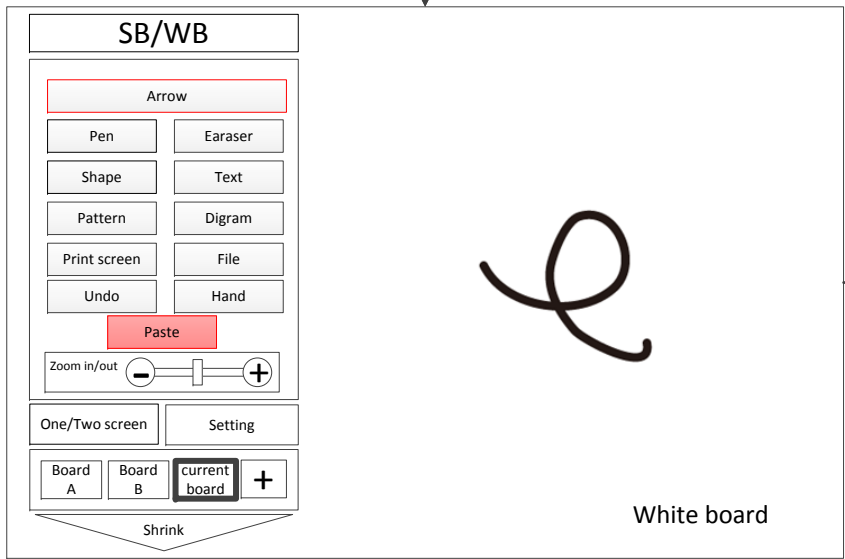 SB/WB
Arrow
Pen
Earaser
Shape
Text
Pattern
Digram
Print screen
File
Undo
Hand
Paste
Zoom in/out
-
+
One/Two screen
Setting
Board
A
Board
B
current
board
+
Shrink
White board